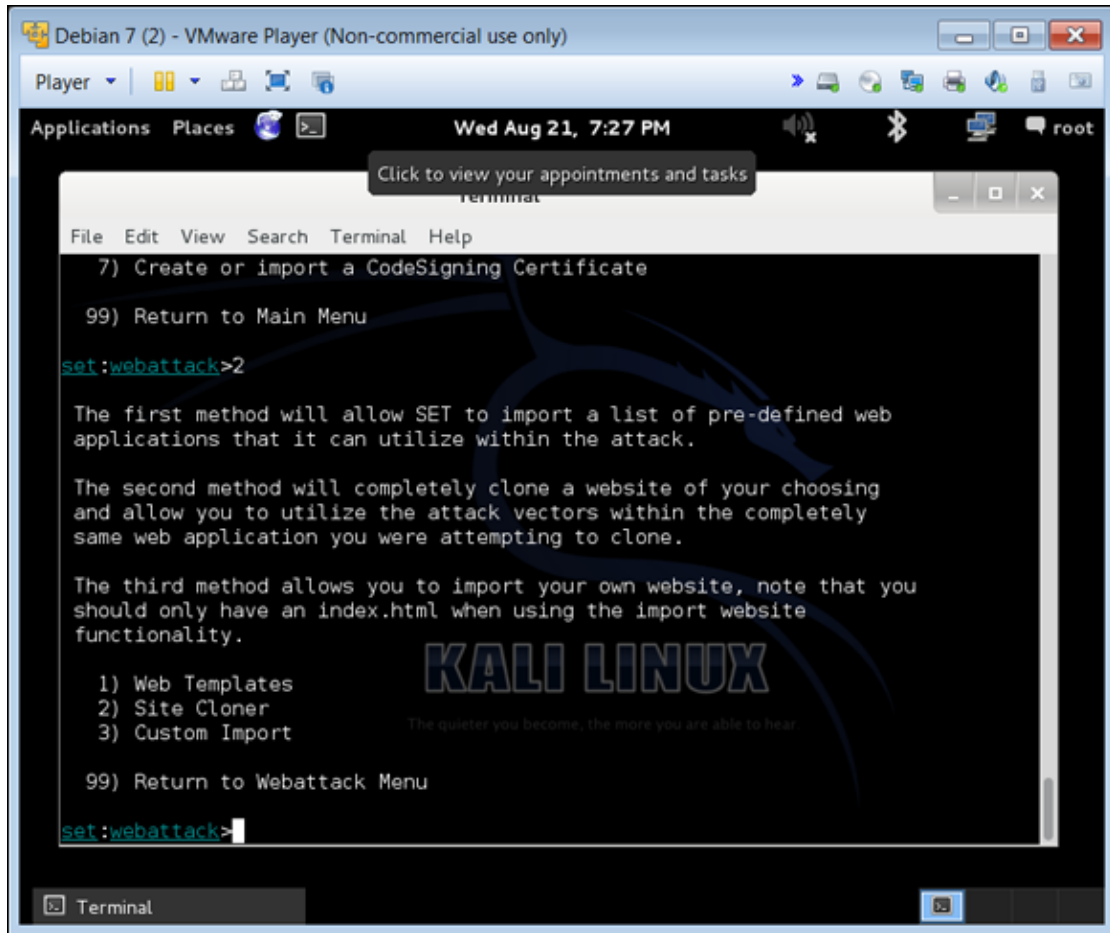 Debian 7 (2) - VMware Player (Non-commercial use only)
Player
Applications Places Wed Aug 21, 7:27 PM root
Click to view your appointments and tasks
Terminal
File Edit View Search Terminal Help
7) Create or import a CodeSigning Certificate
99) Return to Main Menu
set:webattack>2
The first method will allow SET to import a list of pre-defined web
applications that it can utilize within the attack.
The second method will completely clone a website of your choosing
and allow you to utilize the attack vectors within the completely
same web application you were attempting to clone.
The third method allows you to import your own website, note that you
should only have an index.html when using the import website
functionality.
KALI LINUX
1) Web Templates
2) Site Cloner
3) Custom Import
The quieter you become, the more you are able to hear.
99) Return to Webattack Menu
set:webattack>
Terminal